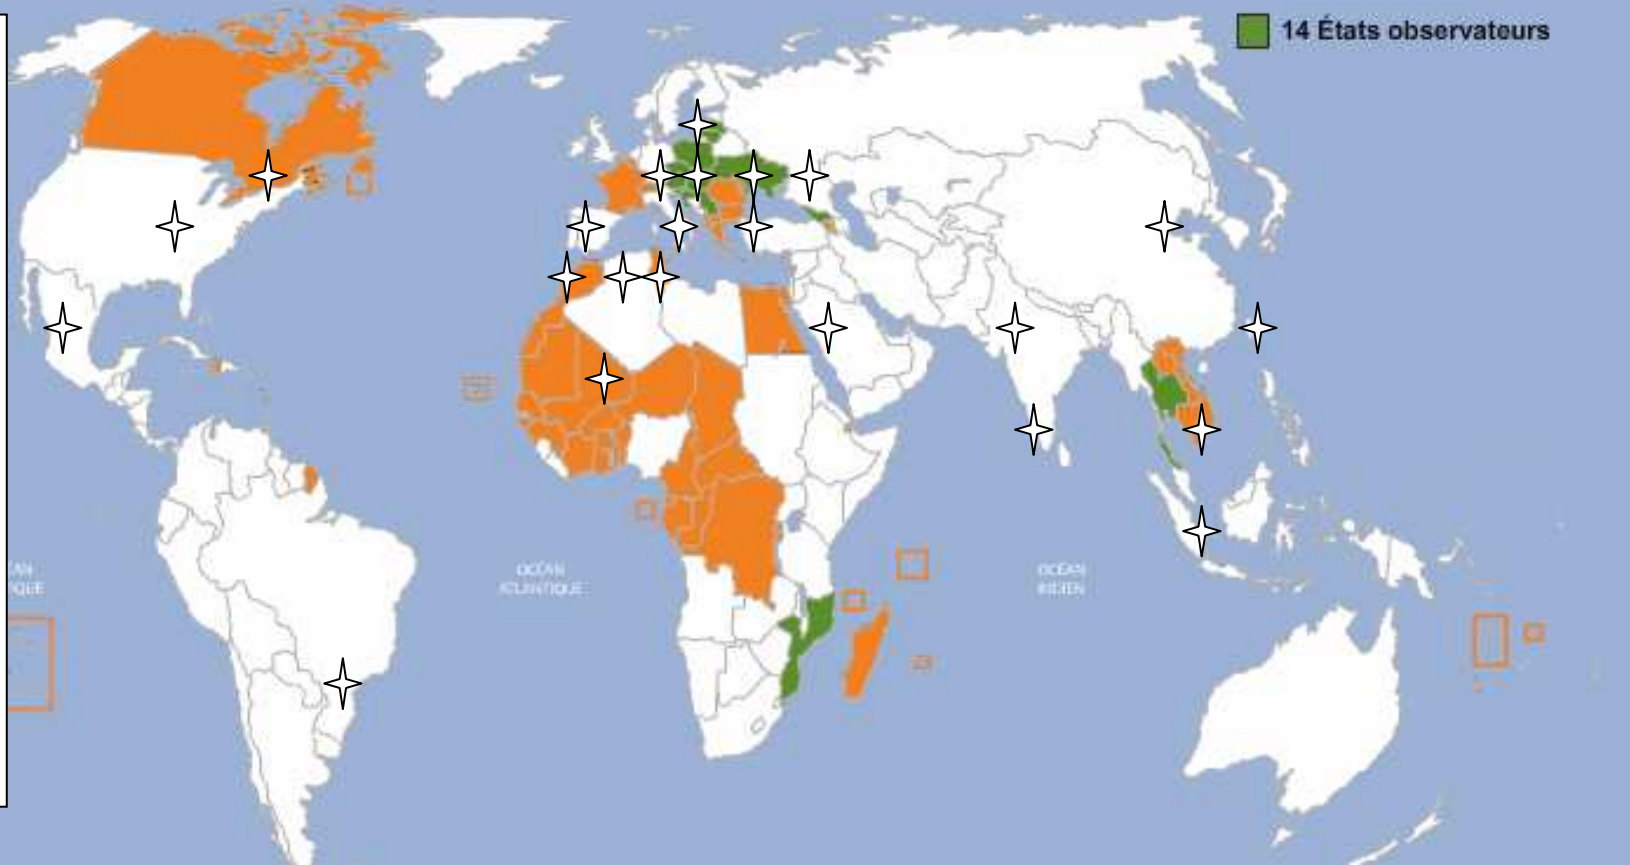 14 États observateurs
OCÉAN
ATLANTIQUE
OCÉAN
INDIEN